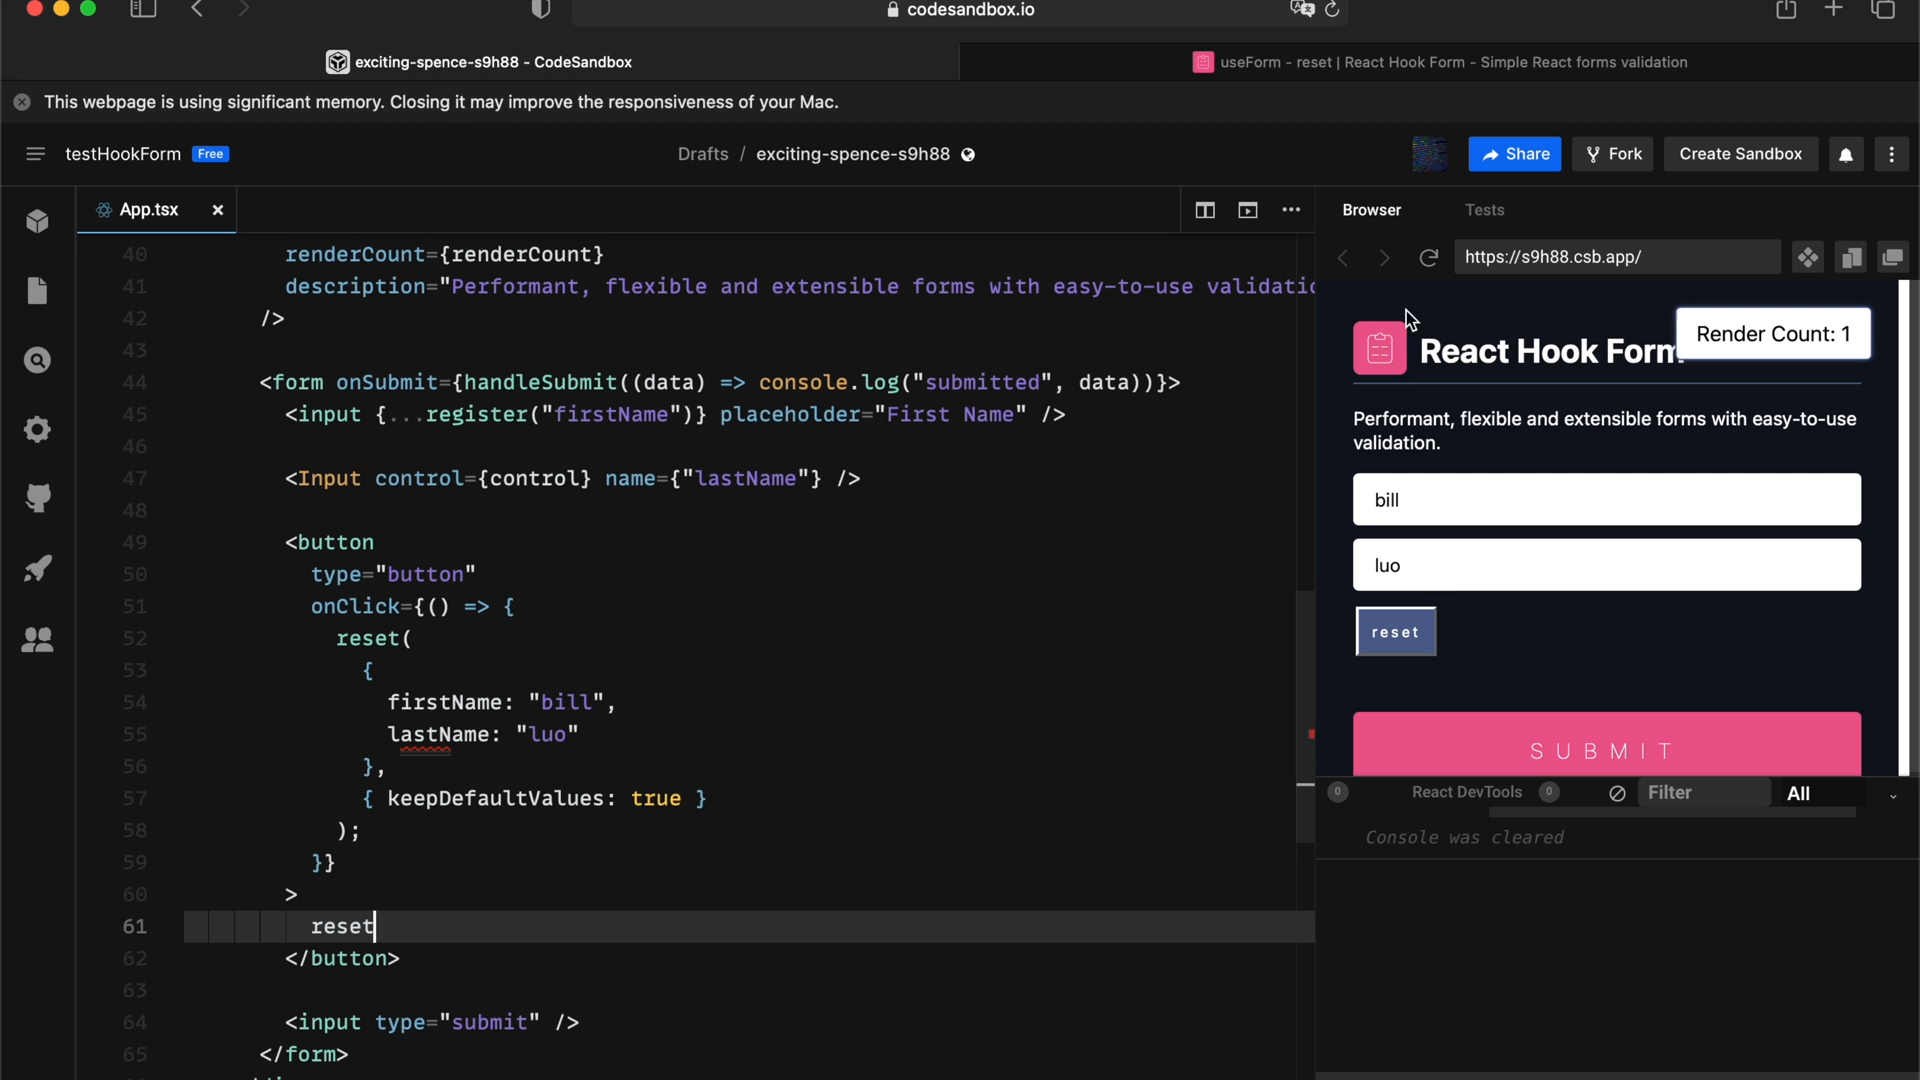 codesandbox.io
exciting-spence-s9h88 - CodeSandbox
useForm - reset | React Hook Form - Simple React forms validation
This webpage is using significant memory. Closing it may improve the responsiveness of your Mac.
testHookForm Free
Drafts / exciting-spence-s9h88
Share Fork Create Sandbox
App.tsx
Browser Tests
https://s9h88.csb.app/
40 renderCount={renderCount}
41 description="Performant, flexible and extensible forms with easy-to-use validatio
42 />
43
44 <form onSubmit={handleSubmit((data) => console.log("submitted", data))}>
45 <input {...register("firstName")} placeholder="First Name" />
46
47 <Input control={control} name={"lastName"} />
48
49 <button
50 type="button"
51 onClick={() => {
52 reset(
53 {
54 firstName: "bill",
55 lastName: "luo"
56 },
57 { keepDefaultValues: true }
58 );
59 }}
60 >
61 reset
62 </button>
63
64 <input type="submit" />
65 </form>
Render Count: 1
React Hook Form
Performant, flexible and extensible forms with easy-to-use
validation.
bill
luo
reset
SUBMIT
0 React DevTools 0 Filter All
Console was cleared